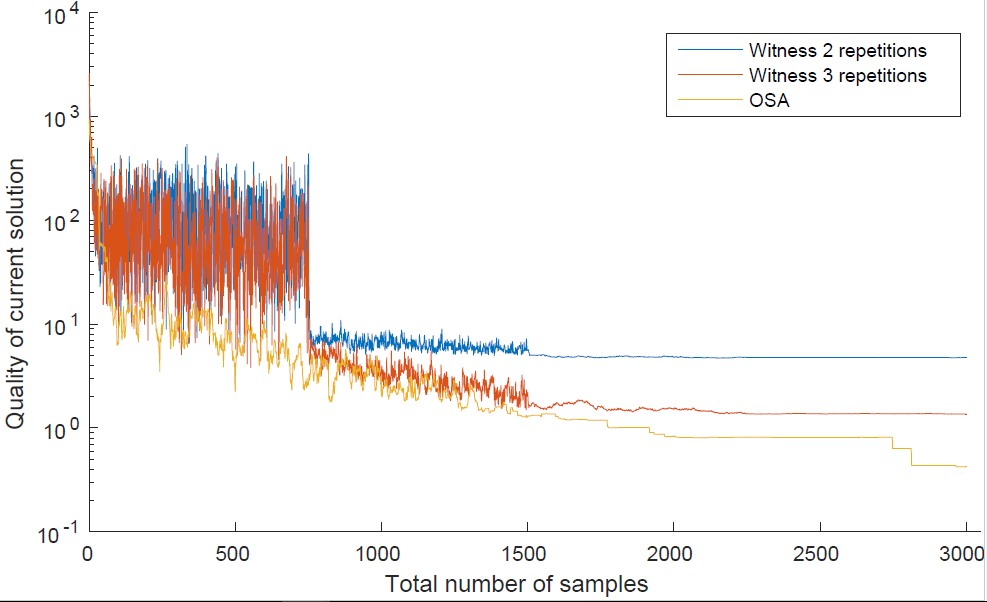 10^4
10^3
10^2
10^1
10^0
10^-1
Quality of current solution
Witness 2 repetitions
Witness 3 repetitions
OSA
0 500 1000 1500 2000 2500 3000
Total number of samples